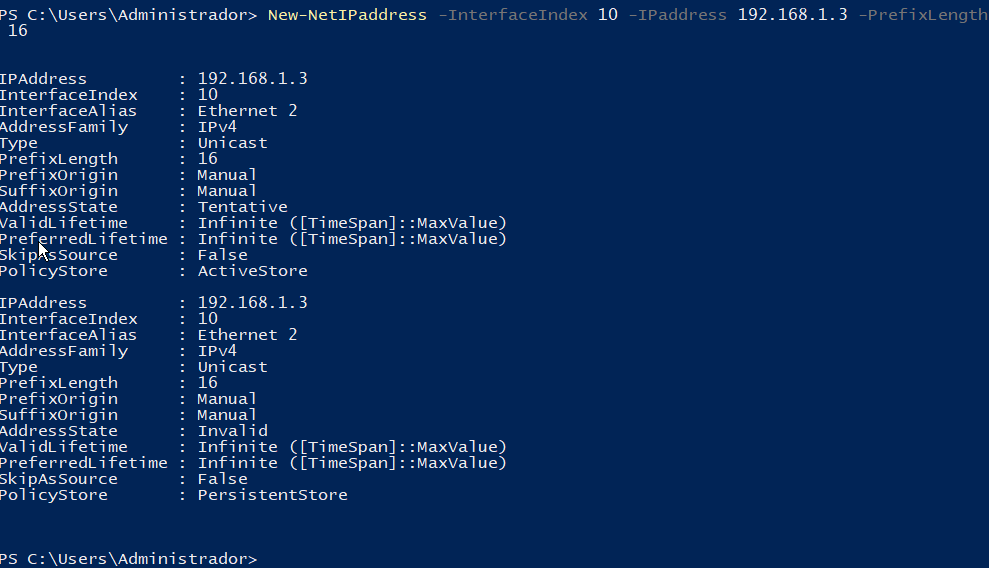 PS C:\Users\Administrador> New-NetIPaddress -InterfaceIndex 10 -IPaddress 192.168.1.3 -PrefixLength
16
IPAddress : 192.168.1.3
InterfaceIndex : 10
InterfaceAlias : Ethernet 2
AddressFamily : IPv4
Type : Unicast
PrefixLength : 16
PrefixOrigin : Manual
SuffixOrigin : Manual
AddressState : Tentative
ValidLifetime : Infinite ([TimeSpan]::MaxValue)
PreferredLifetime : Infinite ([TimeSpan]::MaxValue)
SkipAsSource : False
PolicyStore : ActiveStore
IPAddress : 192.168.1.3
InterfaceIndex : 10
InterfaceAlias : Ethernet 2
AddressFamily : IPv4
Type : Unicast
PrefixLength : 16
PrefixOrigin : Manual
SuffixOrigin : Manual
AddressState : Invalid
ValidLifetime : Infinite ([TimeSpan]::MaxValue)
PreferredLifetime : Infinite ([TimeSpan]::MaxValue)
SkipAsSource : False
PolicyStore : PersistentStore
PS C:\Users\Administrador>